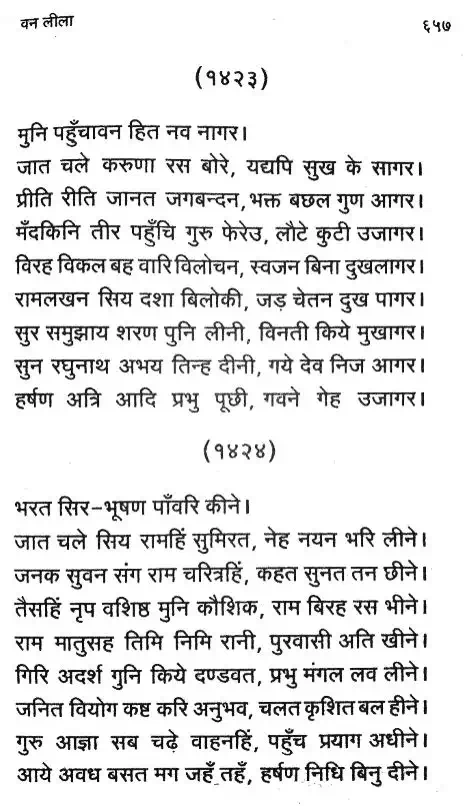 वन लीला
६५७
(१४२३)
मुनि पहुँचावन हित नव नागर।
जात चले करुणा रस बोरे, यद्यपि सुख के सागर।
प्रीति रीति जानत जगबन्दन, भक्त बछल गुण आगर।
मँदकिनि तीर पहुँचि गुरु फेरेउ, लौटे कुटी उजागर।
विरह विकल बह वारि विलोचन, स्वजन बिना दुखलागर।
रामलखन सिय दशा बिलोकी, जड़ चेतन दुख पागर।
सुर समुझाय शरण पुनि लीनी, विनती किये मुखागर।
सुन रघुनाथ अभय तिन्ह दीनी, गये देव निज आगर।
हर्षण अत्रि आदि प्रभु पूछी, गवने गेह उजागर।
(१४२४)
भरत सिर-भूषण पाँवरि कीने।
जात चले सिय रामहिं सुमिरत, नेह नयन भरि लीने।
जनक सुवन संग राम चरित्रहिं, कहत सुनत तन छीने।
तैसहिं नृप वशिष्ठ मुनि कौशिक, राम बिरह रस भीने।
राम मातुसह तिमि निमि रानी, पुरवासी अति खीने।
गिरि अदर्श गुनि किये दण्डवत, प्रभु मंगल लव लीने।
जनित वियोग कष्ट करि अनुभव, चलत कृशित बल हीने।
गुरु आज्ञा सब चढ़े वाहनहिं, पहुँच प्रयाग अधीने।
आये अवध बसत मग जहँ तहँ, हर्षण निधि बिनु दीने।